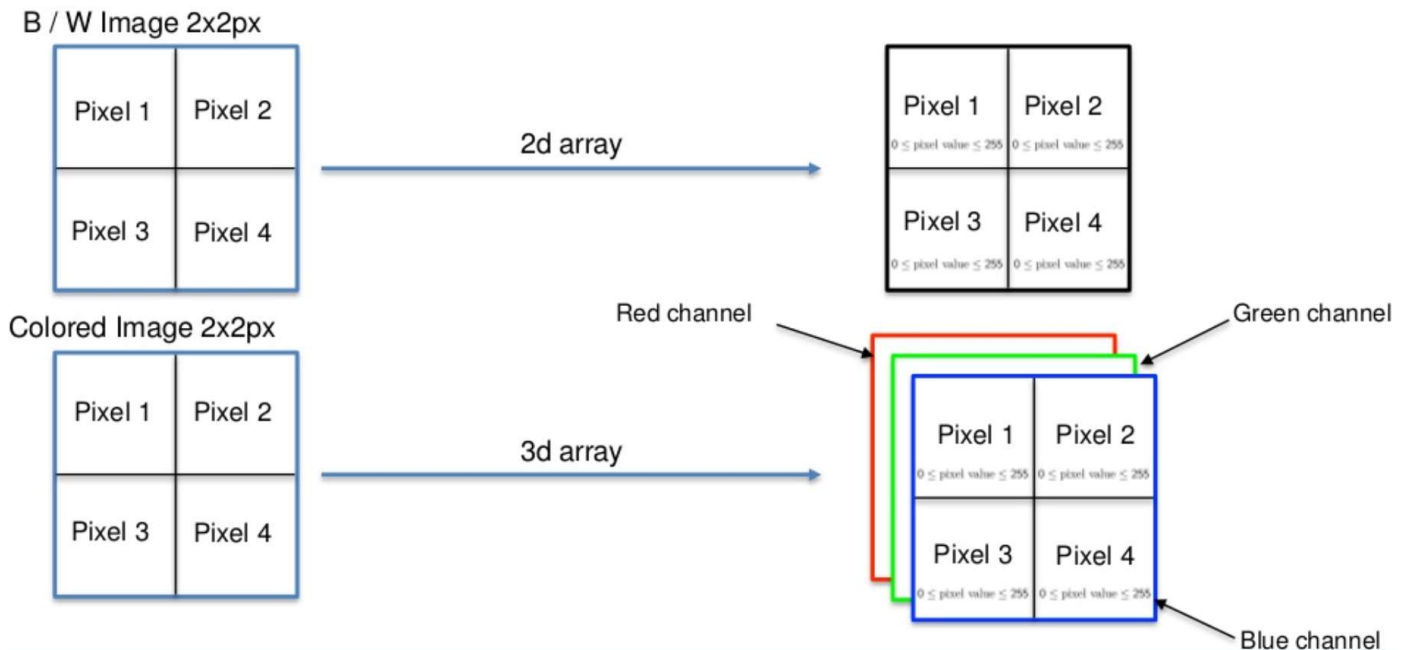 B / W Image 2x2px
Pixel 1 Pixel 2
Pixel 3 Pixel 4
2d array
Pixel 1 Pixel 2
0 ≤ pixel value ≤ 255 0 ≤ pixel value ≤ 255
Pixel 3 Pixel 4
0 ≤ pixel value ≤ 255 0 ≤ pixel value ≤ 255
Colored Image 2x2px
Pixel 1 Pixel 2
Pixel 3 Pixel 4
3d array
Red channel
Green channel
Pixel 1 Pixel 2
0 ≤ pixel value ≤ 255 0 ≤ pixel value ≤ 255
Pixel 3 Pixel 4
0 ≤ pixel value ≤ 255 0 ≤ pixel value ≤ 255
Blue channel